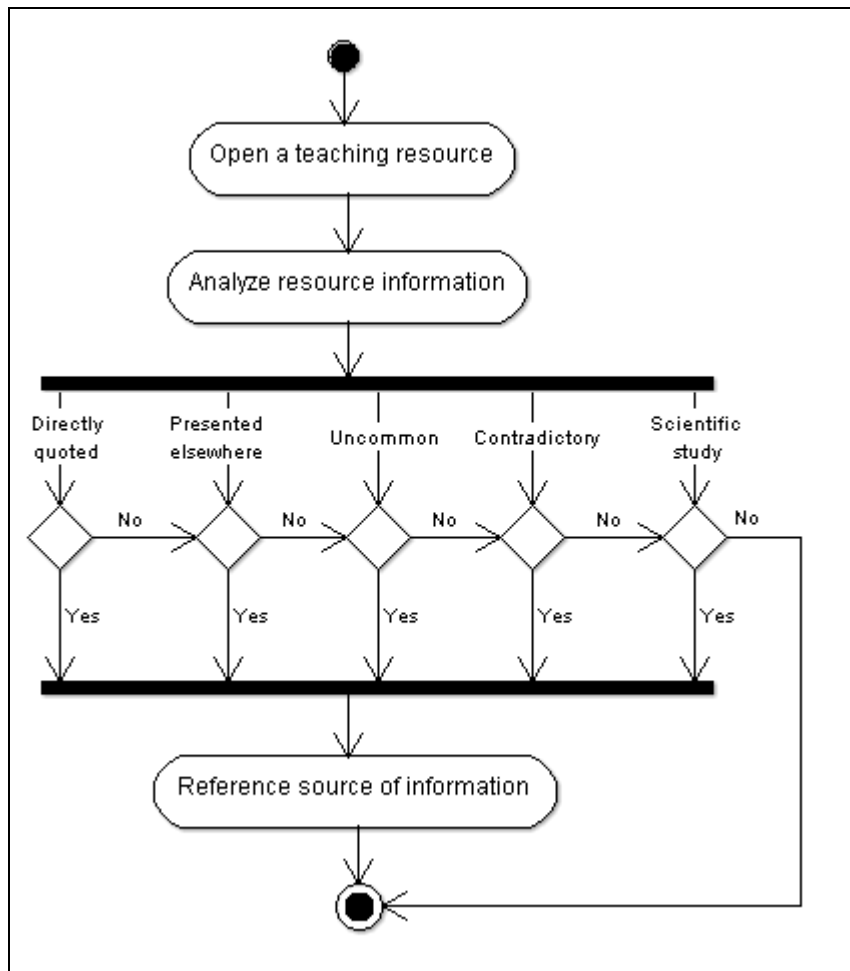 Open a teaching resource
Analyze resource information
Directly
quoted
Presented
elsewhere
Uncommon
Contradictory
Scientific
study
No
No
No
No
No
Yes
Yes
Yes
Yes
Yes
Reference source of information